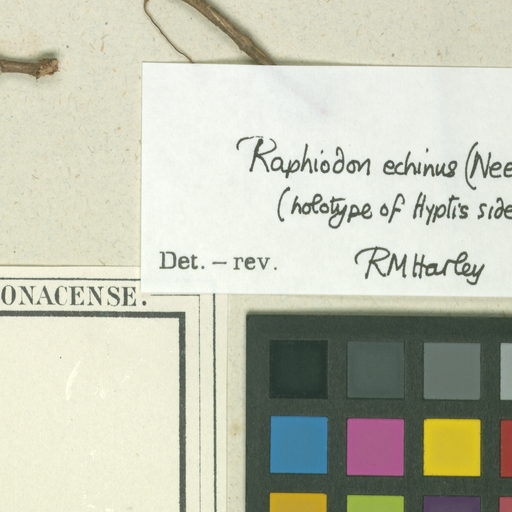 Raphiodon echinus (Nee
(holotype of Hyptis side
Det. – rev. RMHarley
ONACENSE.